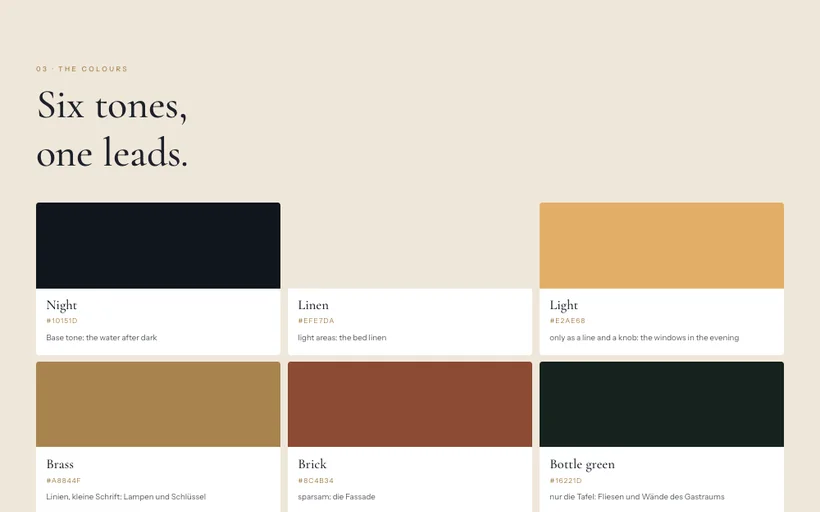 03 · THE COLOURS
Six tones,
one leads.
Night
#10151D
Base tone: the water after dark
Linen
#EFE7DA
light areas: the bed linen
Light
#E2AE68
only as a line and a knob: the windows in the evening
Brass
#A8844F
Linien, kleine Schrift: Lampen und Schlüssel
Brick
#8C4B34
sparsam: die Fassade
Bottle green
#16221D
nur die Tafel: Fliesen und Wände des Gastraums